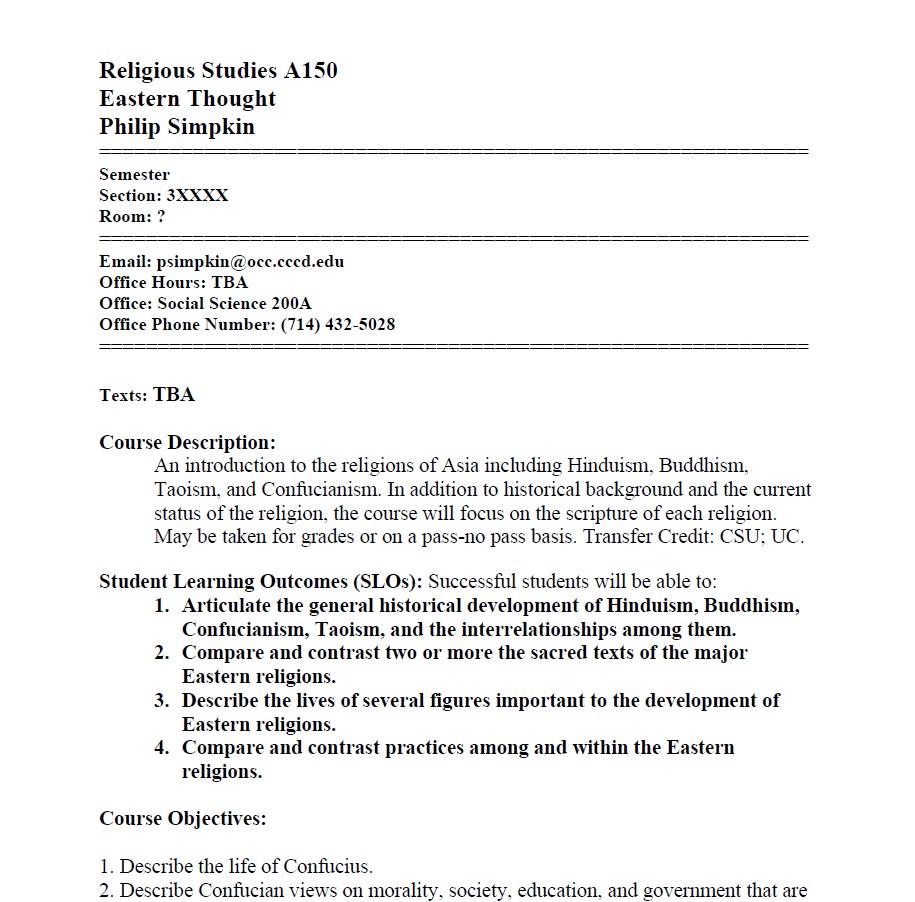 Religious Studies A150
Eastern Thought
Philip Simpkin
=======================================================================
Semester
Section: 3XXXX
Room: ?
=======================================================================
Email: psimpkin@occ.cccd.edu
Office Hours: TBA
Office: Social Science 200A
Office Phone Number: (714) 432-5028
=======================================================================
Texts: TBA
Course Description:
An introduction to the religions of Asia including Hinduism, Buddhism,
Taoism, and Confucianism. In addition to historical background and the current
status of the religion, the course will focus on the scripture of each religion.
May be taken for grades or on a pass-no pass basis. Transfer Credit: CSU; UC.
Student Learning Outcomes (SLOs): Successful students will be able to:
1. Articulate the general historical development of Hinduism, Buddhism,
Confucianism, Taoism, and the interrelationships among them.
2. Compare and contrast two or more the sacred texts of the major
Eastern religions.
3. Describe the lives of several figures important to the development of
Eastern religions.
4. Compare and contrast practices among and within the Eastern
religions.
Course Objectives:
1. Describe the life of Confucius.
2. Describe Confucian views on morality, society, education, and government that are